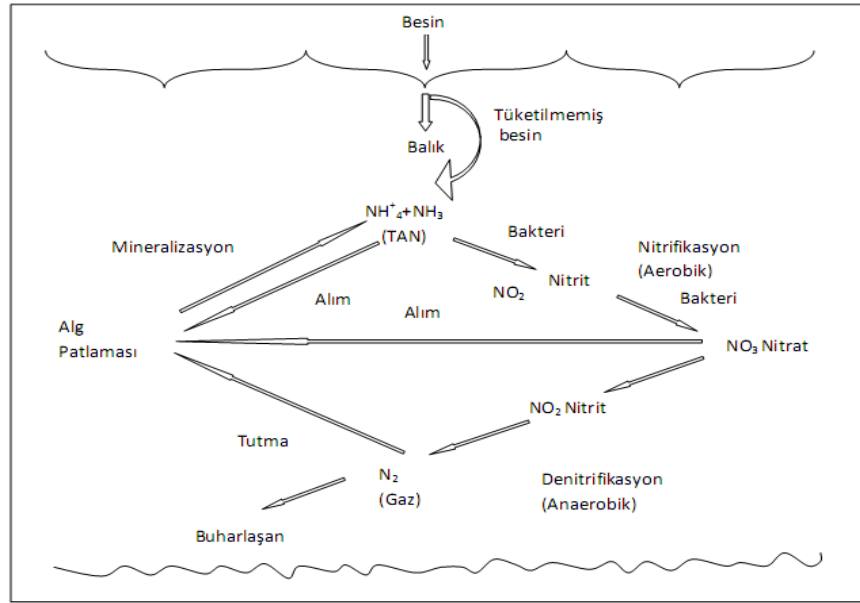 Besin
Tüketilmemiş
besin
Balık
NH⁺₄+NH₃
(TAN)
Mineralizasyon
Bakteri
Nitrifikasyon
(Aerobik)
Nitrit
NO₂
Bakteri
Alım
Alım
Alg
Patlaması
NO₃ Nitrat
NO₂ Nitrit
Tutma
N₂
(Gaz)
Denitrifikasyon
(Anaerobik)
Buharlaşan